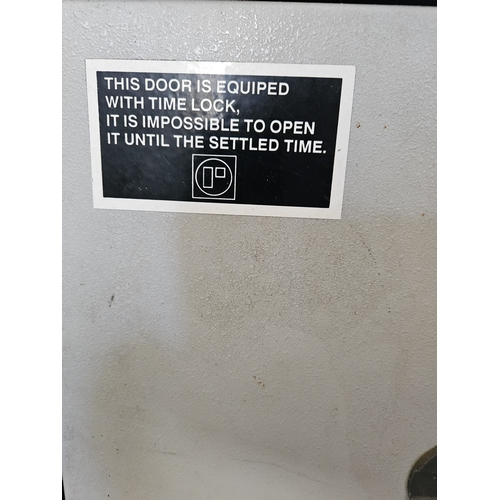 THIS DOOR IS EQUIPED
WITH TIME LOCK,
IT IS IMPOSSIBLE TO OPEN
IT UNTIL THE SETTLED TIME.